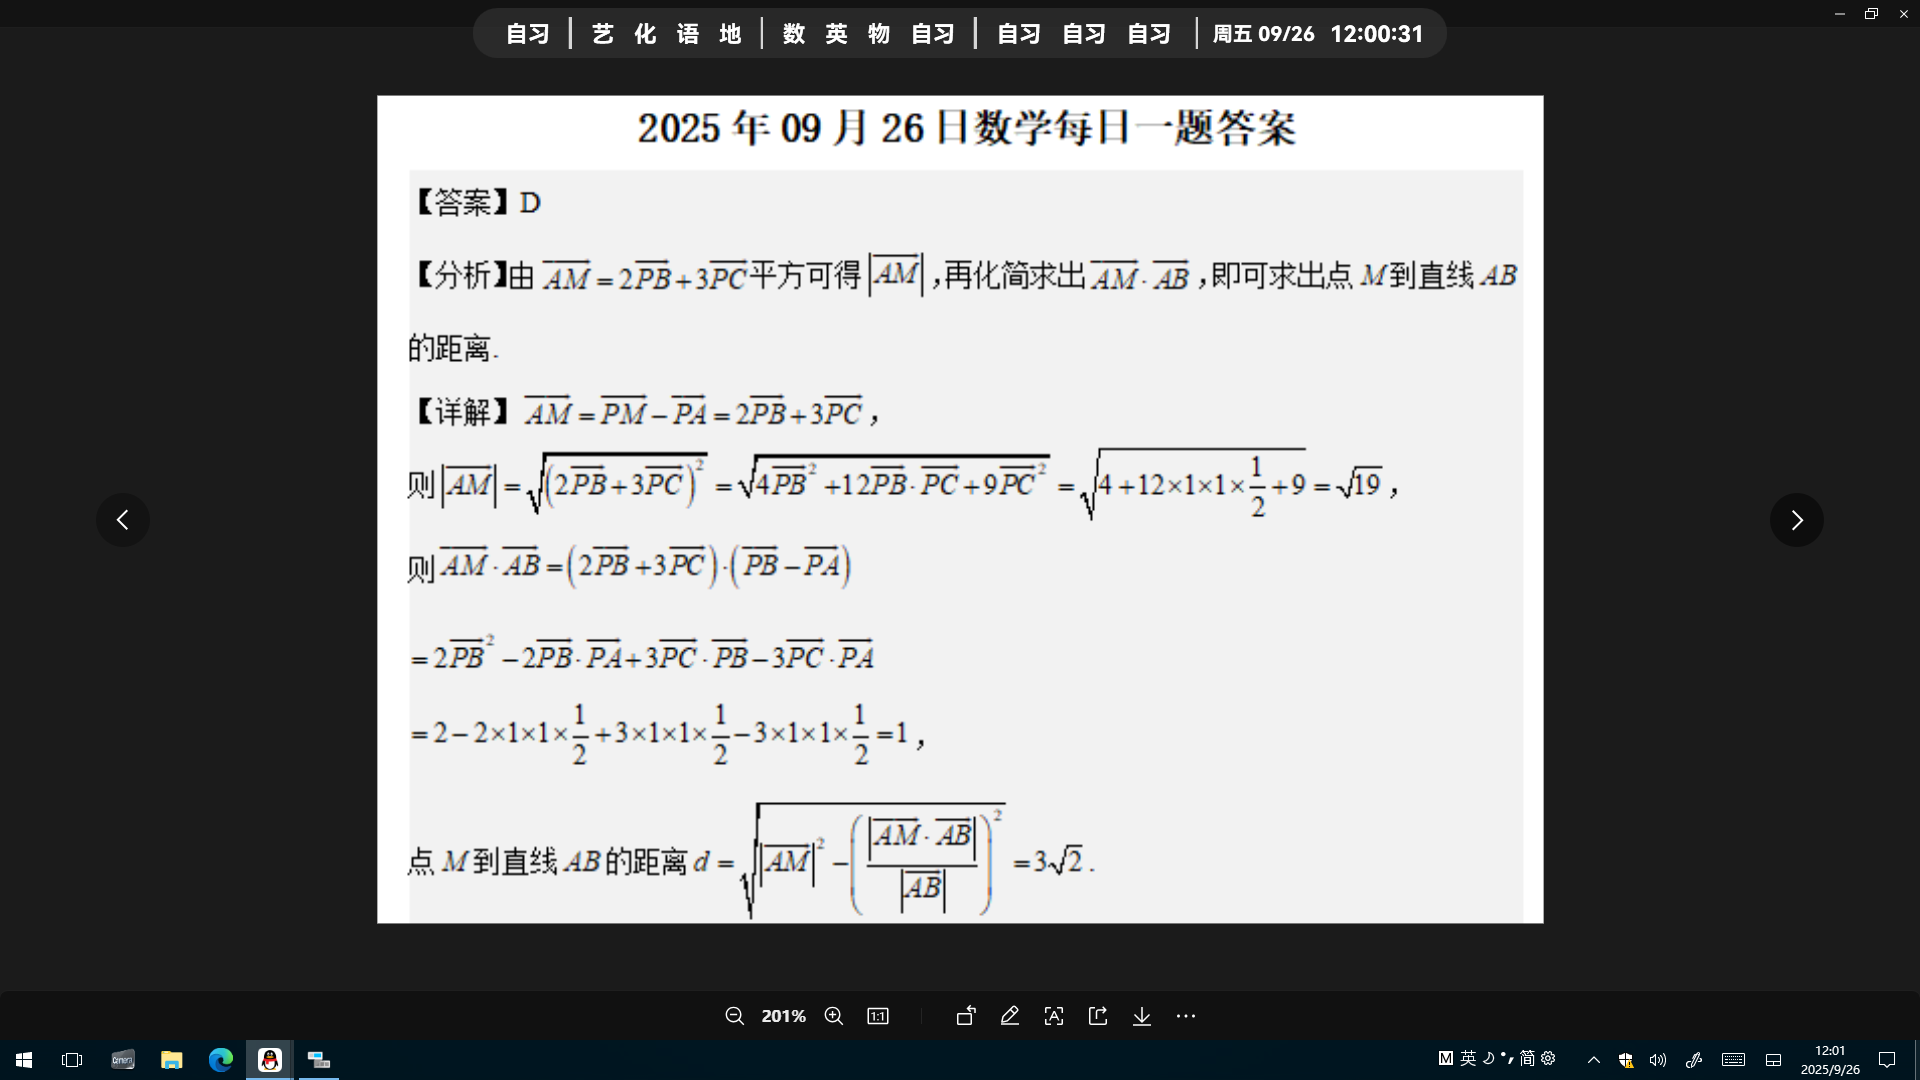 自习 | 艺 化 语 地 | 数 英 物 自习 | 自习 自习 自习 | 周五 09/26 12:00:31
2025 年 09 月 26 日数学每日一题答案
【答案】D
【分析】由 $\overrightarrow{AM}=2\overrightarrow{PB}+3\overrightarrow{PC}$ 平方可得 $|\overrightarrow{AM}|$,再化简求出 $\overrightarrow{AM}\cdot\overrightarrow{AB}$,即可求出点 M 到直线 AB
的距离.
【详解】$\overrightarrow{AM}=\overrightarrow{PM}-\overrightarrow{PA}=2\overrightarrow{PB}+3\overrightarrow{PC}$,
则 $|\overrightarrow{AM}|=\sqrt{(2\overrightarrow{PB}+3\overrightarrow{PC})^2}=\sqrt{4\overrightarrow{PB}^2+12\overrightarrow{PB}\cdot\overrightarrow{PC}+9\overrightarrow{PC}^2}=\sqrt{4+12\times1\times1\times\frac{1}{2}+9}=\sqrt{19}$,
则 $\overrightarrow{AM}\cdot\overrightarrow{AB}=(2\overrightarrow{PB}+3\overrightarrow{PC})\cdot(\overrightarrow{PB}-\overrightarrow{PA})$
$=2\overrightarrow{PB}^2-2\overrightarrow{PB}\cdot\overrightarrow{PA}+3\overrightarrow{PC}\cdot\overrightarrow{PB}-3\overrightarrow{PC}\cdot\overrightarrow{PA}$
$=2-2\times1\times1\times\frac{1}{2}+3\times1\times1\times\frac{1}{2}-3\times1\times1\times\frac{1}{2}=1$,
点 M 到直线 AB 的距离 $d=\sqrt{|\overrightarrow{AM}|^2-\left(\frac{|\overrightarrow{AM}\cdot\overrightarrow{AB}|}{|\overrightarrow{AB}|}\right)^2}=3\sqrt{2}$.
201% 1:1
M 英 简
12:01
2025/9/26